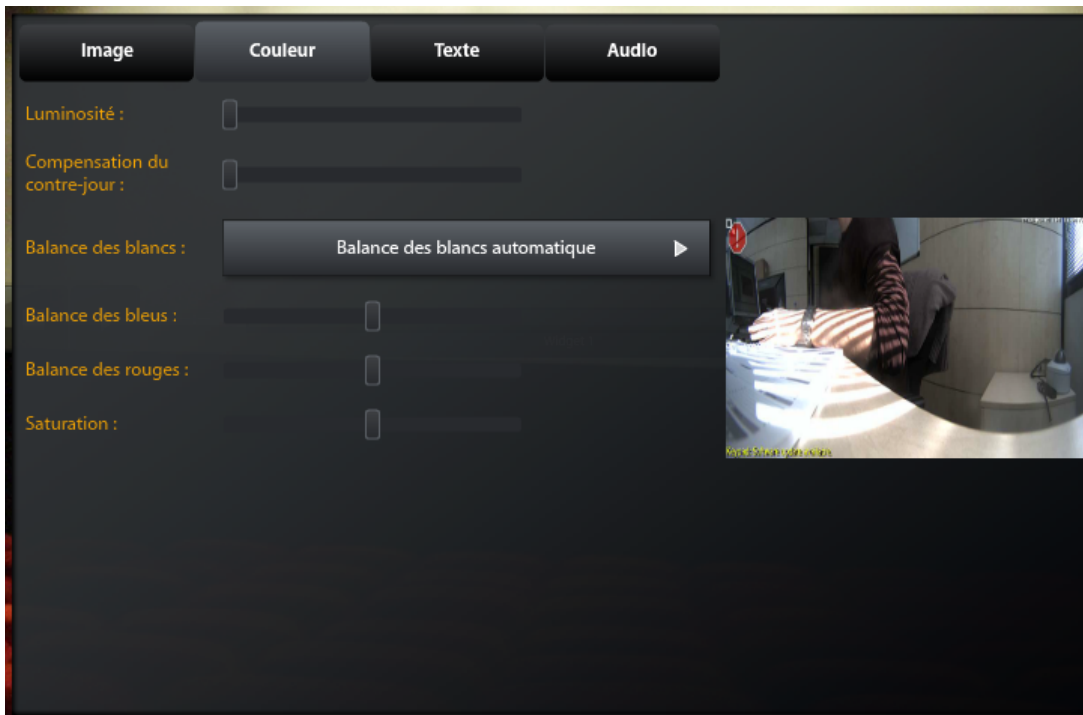 Image
Couleur
Texte
Audio
Luminosité :
Compensation du
contre-jour :
Balance des blancs :
Balance des blancs automatique
Balance des bleus :
Balance des rouges :
Saturation :